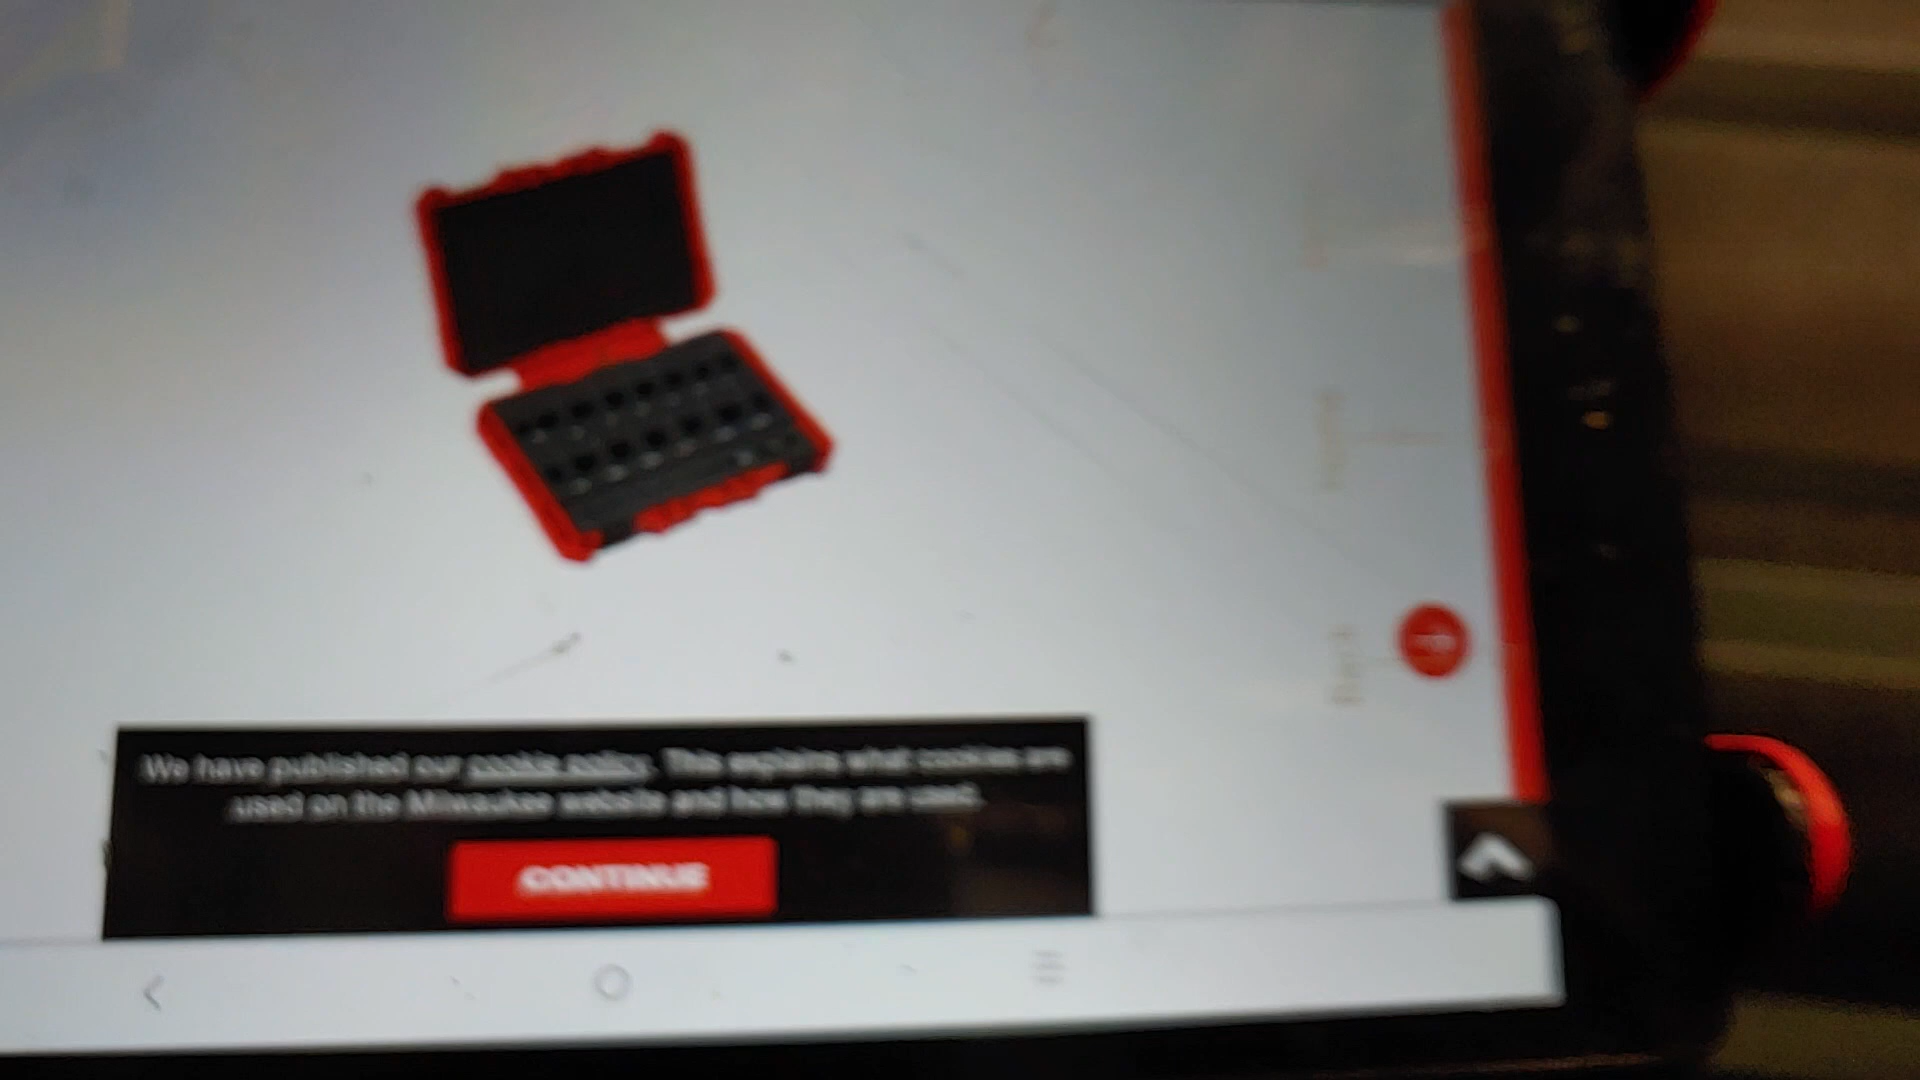 We have published our cookie policy. This explains what cookies are
used on the Milwaukee website and how they are used.
CONTINUE